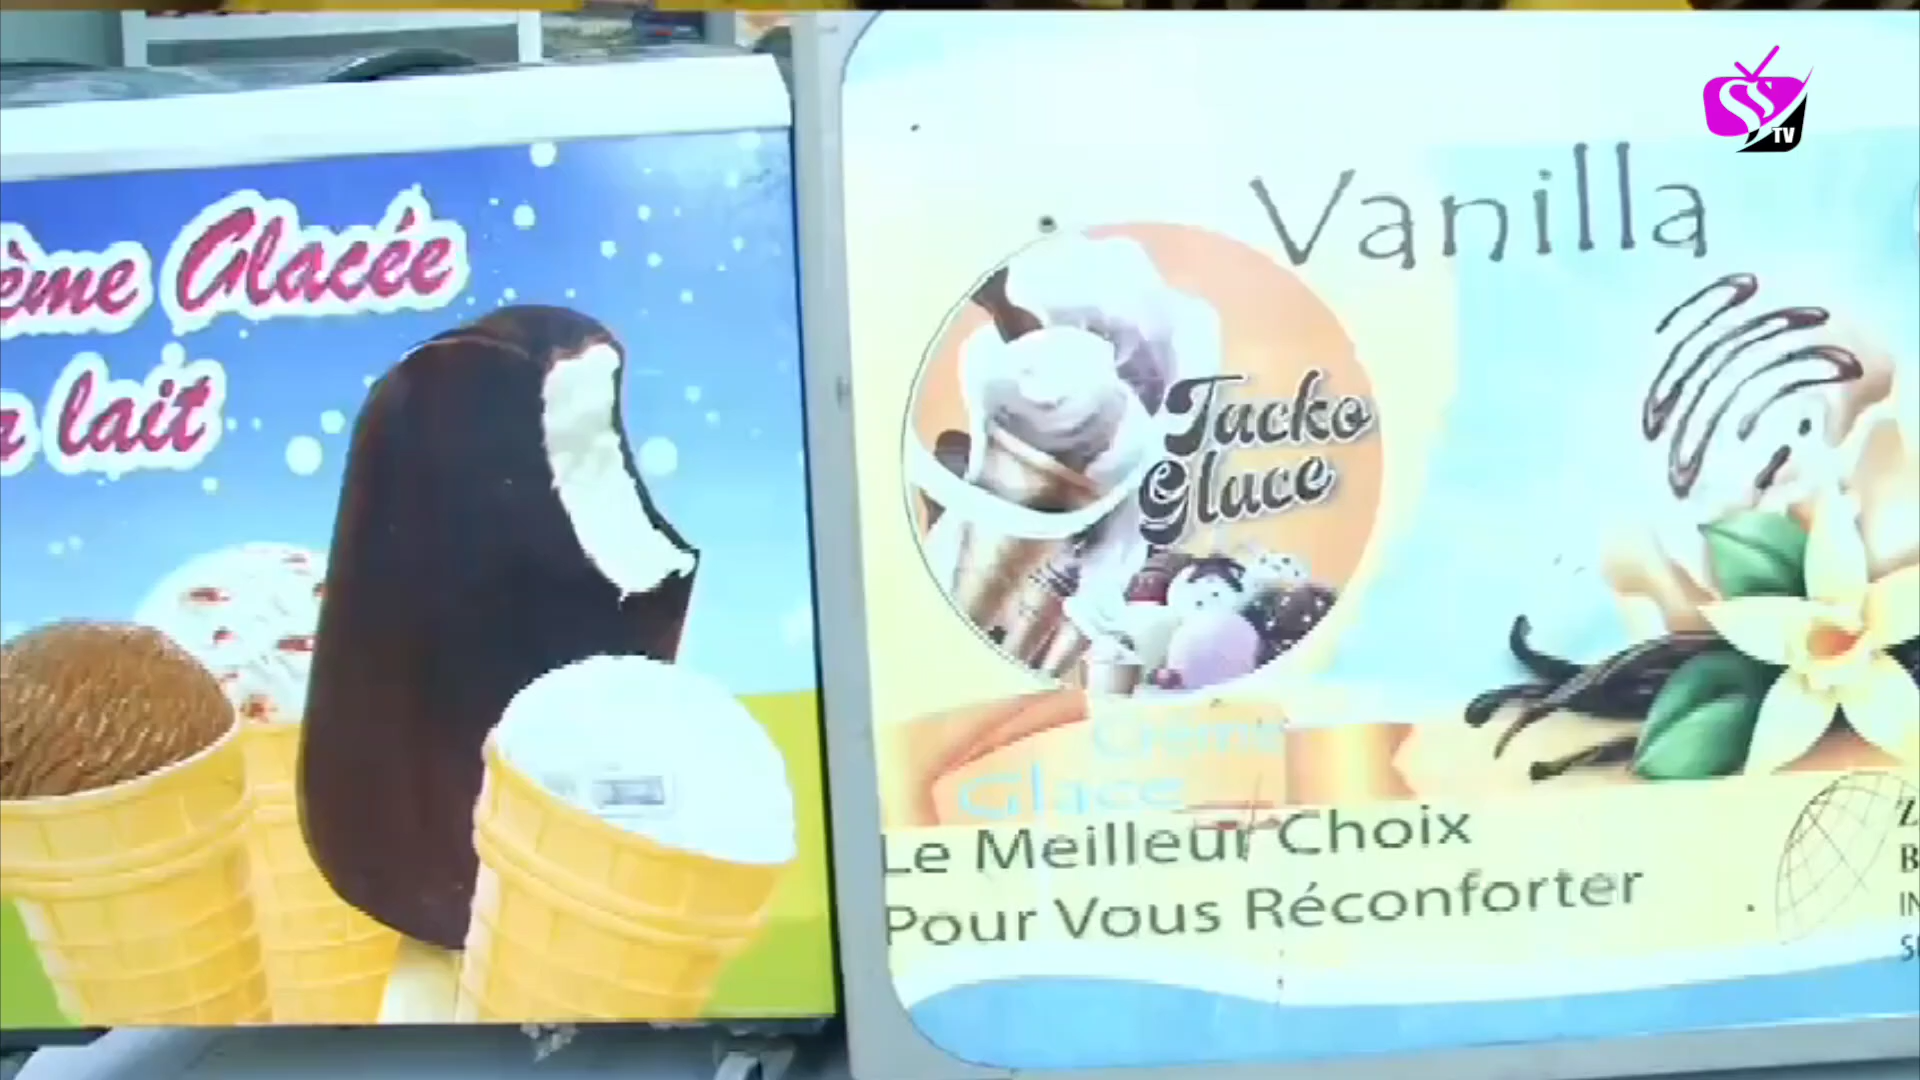 ème Glacée
a lait
Vanilla
Tacko
Glace
Crème
Glace
Le Meilleur Choix
Pour Vous Réconforter
TV